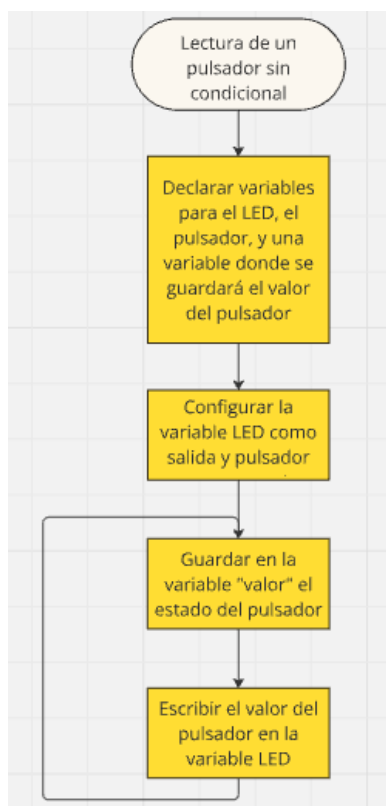 Lectura de un
pulsador sin
condicional
Declarar variables
para el LED, el
pulsador, y una
variable donde se
guardará el valor
del pulsador
Configurar la
variable LED como
salida y pulsador
Guardar en la
variable "valor" el
estado del pulsador
Escribir el valor del
pulsador en la
variable LED